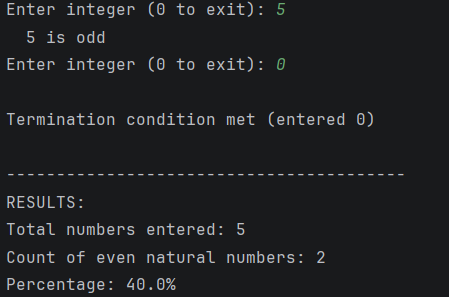 Enter integer (0 to exit): 5
  5 is odd
Enter integer (0 to exit): 0

Termination condition met (entered 0)

----------------------------------------
RESULTS:
Total numbers entered: 5
Count of even natural numbers: 2
Percentage: 40.0%